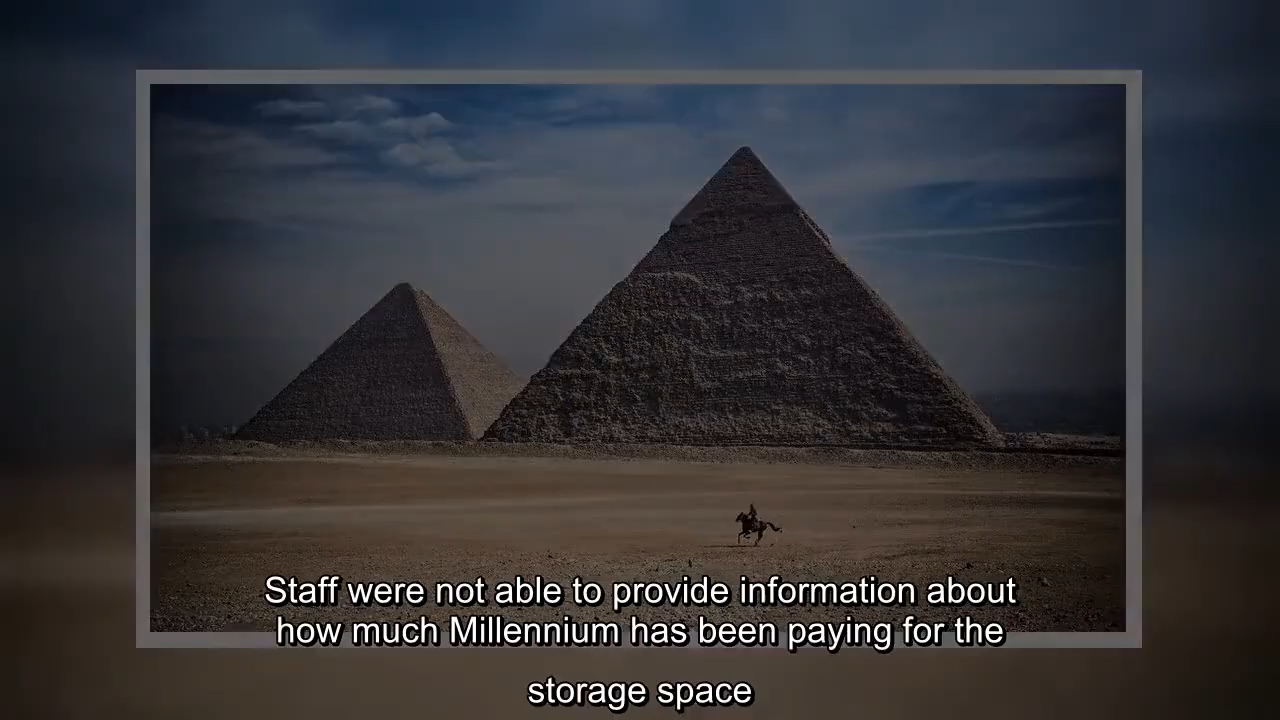 Staff were not able to provide information about
how much Millennium has been paying for the
storage space